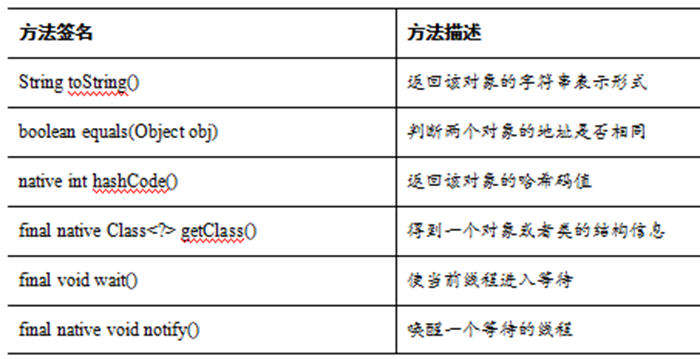 方法签名 方法描述
String toString() 返回该对象的字符串表示形式
boolean equals(Object obj) 判断两个对象的地址是否相同
native int hashCode() 返回该对象的哈希码值
final native Class<?> getClass() 得到一个对象或者类的结构信息
final void wait() 使当前线程进入等待
final native void notify() 唤醒一个等待的线程